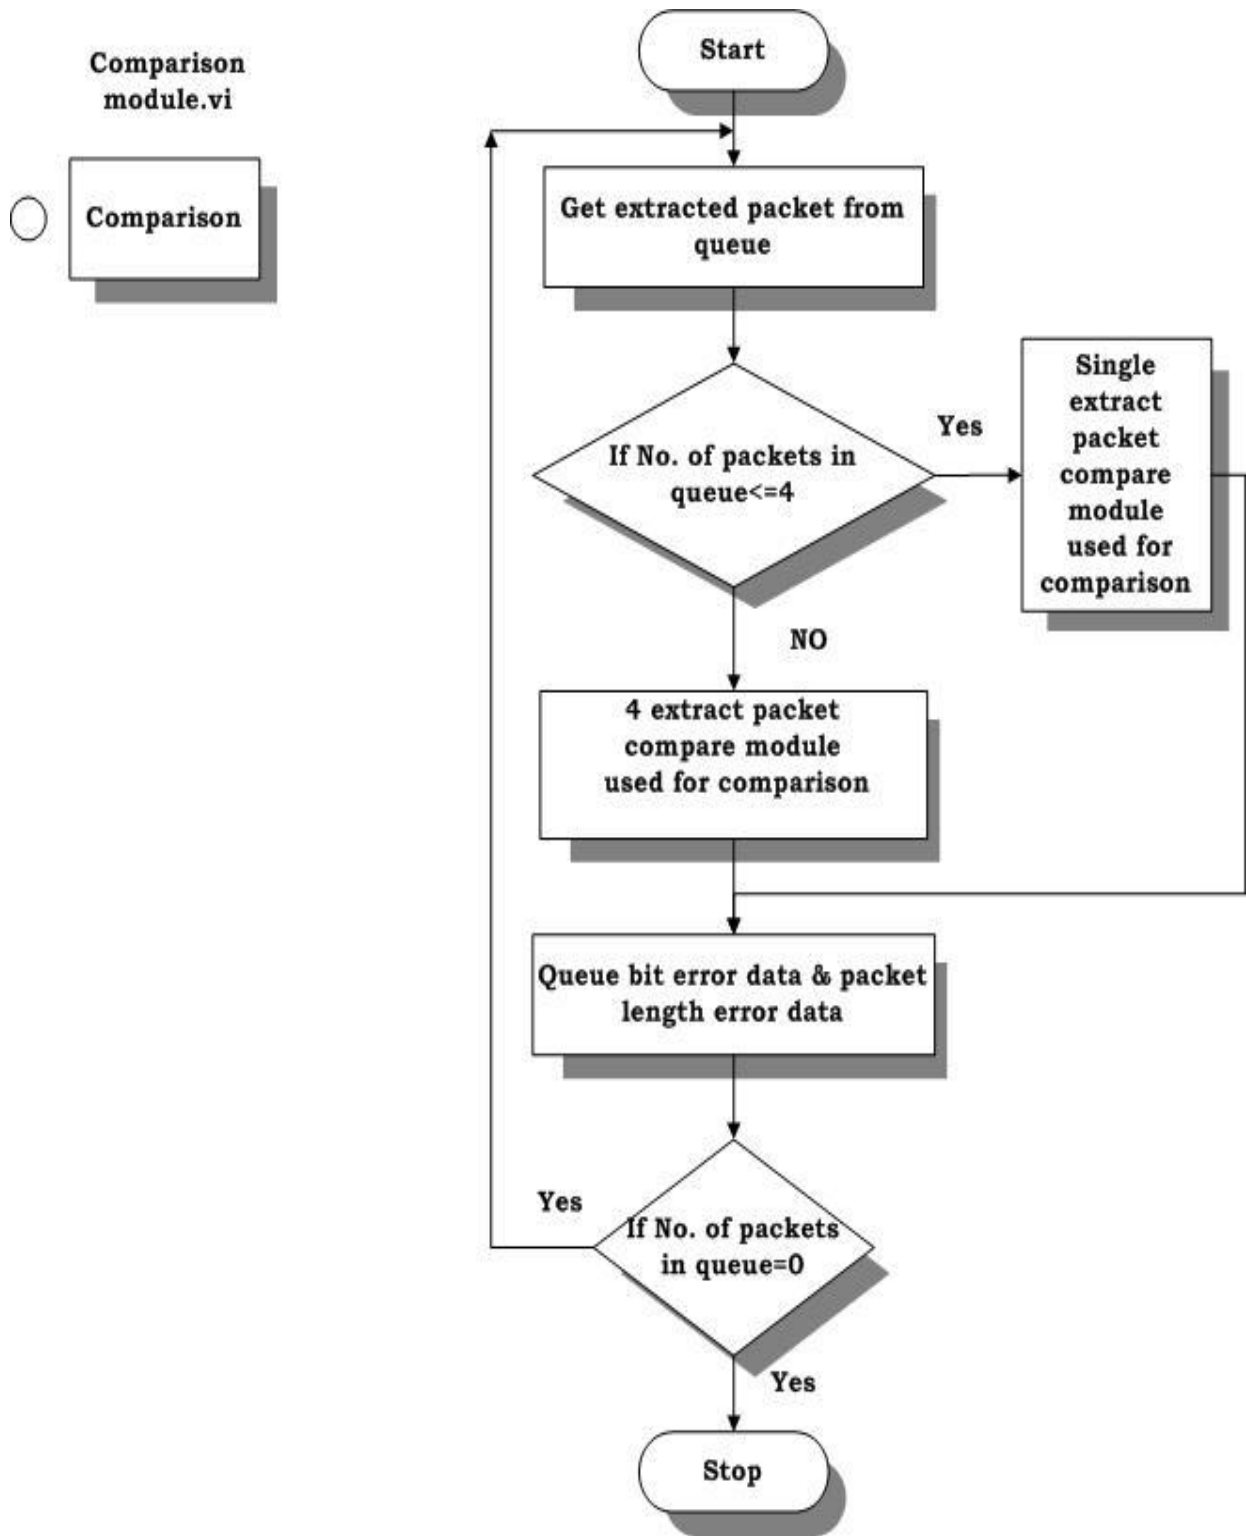 Comparison
module.vi
Comparison
Start
Get extracted packet from
queue
If No. of packets in
queue<=4
Yes
Single
extract
packet
compare
module
used for
comparison
NO
4 extract packet
compare module
used for comparison
Queue bit error data & packet
length error data
Yes
If No. of packets
in queue=0
Yes
Stop